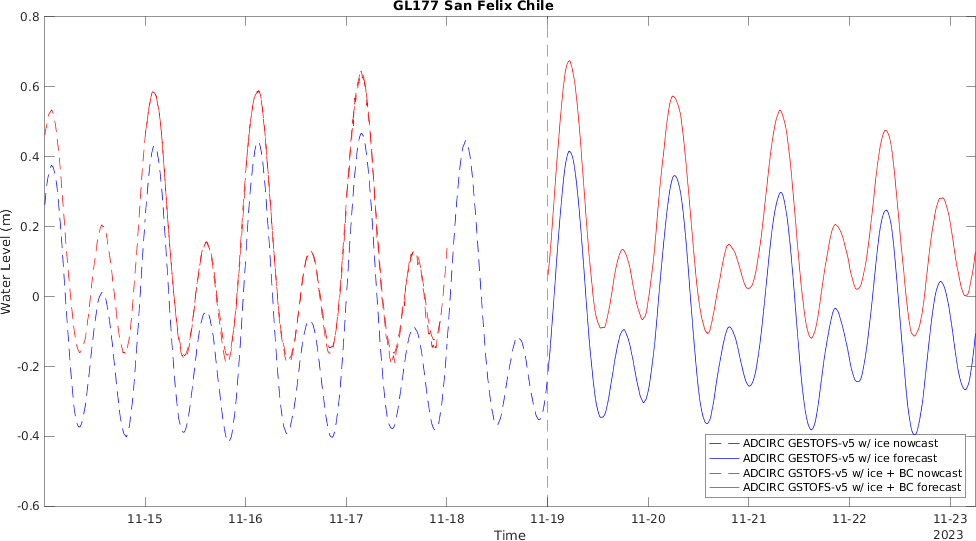 GL177 San Felix Chile
0.8
0.6
0.4
0.2
0
-0.2
-0.4
-0.6
Water Level (m)
ADCIRC GESTOFS-v5 w/ ice nowcast
ADCIRC GESTOFS-v5 w/ ice forecast
ADCIRC GSTOFS-v5 w/ ice + BC nowcast
ADCIRC GSTOFS-v5 w/ ice + BC forecast
11-15 11-16 11-17 11-18 11-19 11-20 11-21 11-22 11-23
Time 2023